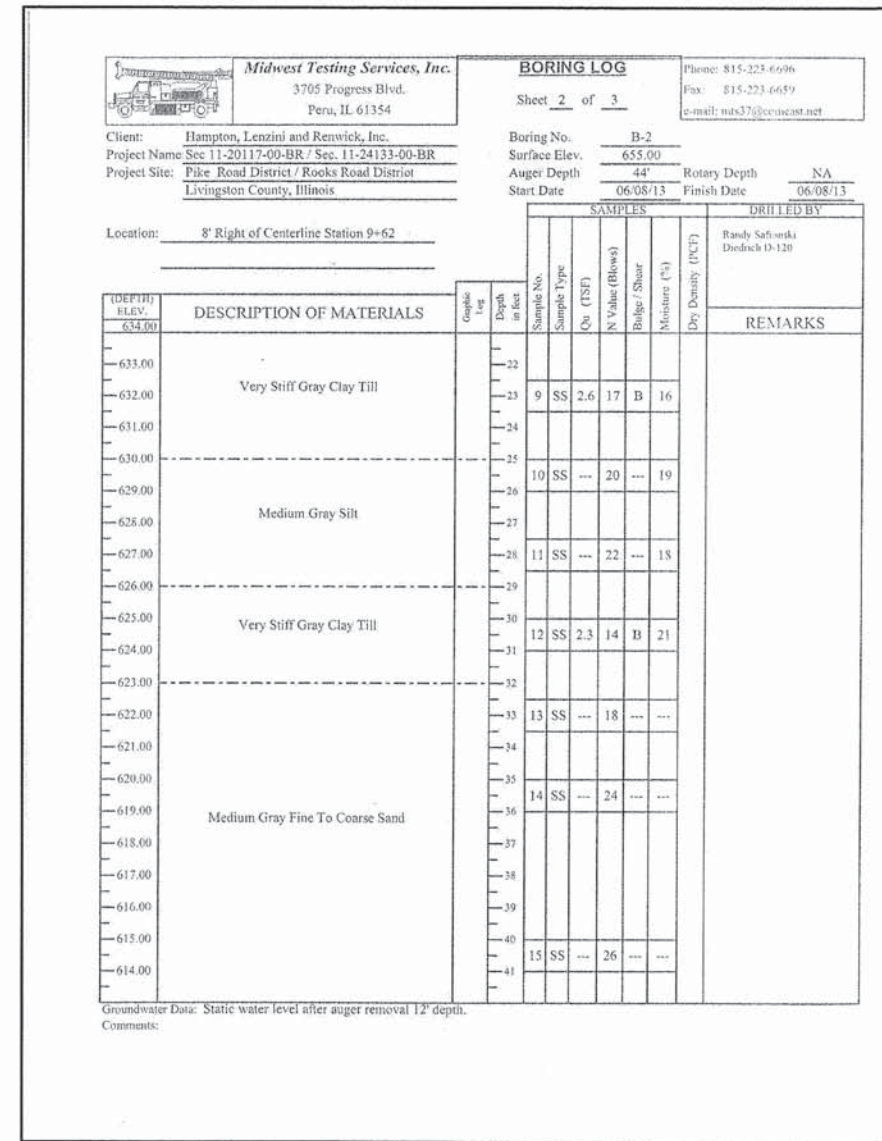 Midwest Testing Services, Inc.
3705 Progress Blvd.
Peru, IL 61354
BORING LOG
Sheet 2 of 3
Phone: 815-223-6696
Fax: 815-223-6659
e-mail: mts37@comcast.net
Client: Hampton, Lenzini and Renwick, Inc.
Project Name: Sec 11-20117-00-BR / Sec. 11-24133-00-BR
Project Site: Pike Road District / Rooks Road District
Livingston County, Illinois
Boring No. B-2
Surface Elev. 655.00
Auger Depth 44' Rotary Depth NA
Start Date 06/08/13 Finish Date 06/08/13
Location: 8' Right of Centerline Station 9+62
SAMPLES
DRILLED BY
Randy
Diedrich D-120
(DEPTH)
ELEV.
634.00
DESCRIPTION OF MATERIALS
Graphic Log
Depth in feet
Sample No.
Sample Type
Qu (TSF)
N Value (Blows)
Bulge / Shear
Moisture (%)
Dry Density (PCF)
REMARKS
633.00 22
Very Stiff Gray Clay Till
632.00 23 9 SS 2.6 17 B 16
631.00 24
630.00 25
10 SS --- 20 --- 19
629.00 26
Medium Gray Silt
628.00 27
627.00 28 11 SS --- 22 --- 18
626.00 29
625.00 30
Very Stiff Gray Clay Till
12 SS 2.3 14 B 21
624.00 31
623.00 32
622.00 33 13 SS --- 18 --- ---
621.00 34
620.00 35
14 SS --- 24 --- ---
619.00 36
Medium Gray Fine To Coarse Sand
618.00 37
617.00 38
616.00 39
615.00 40
15 SS --- 26 --- ---
614.00 41
Groundwater Data: Static water level after auger removal 12' depth.
Comments: